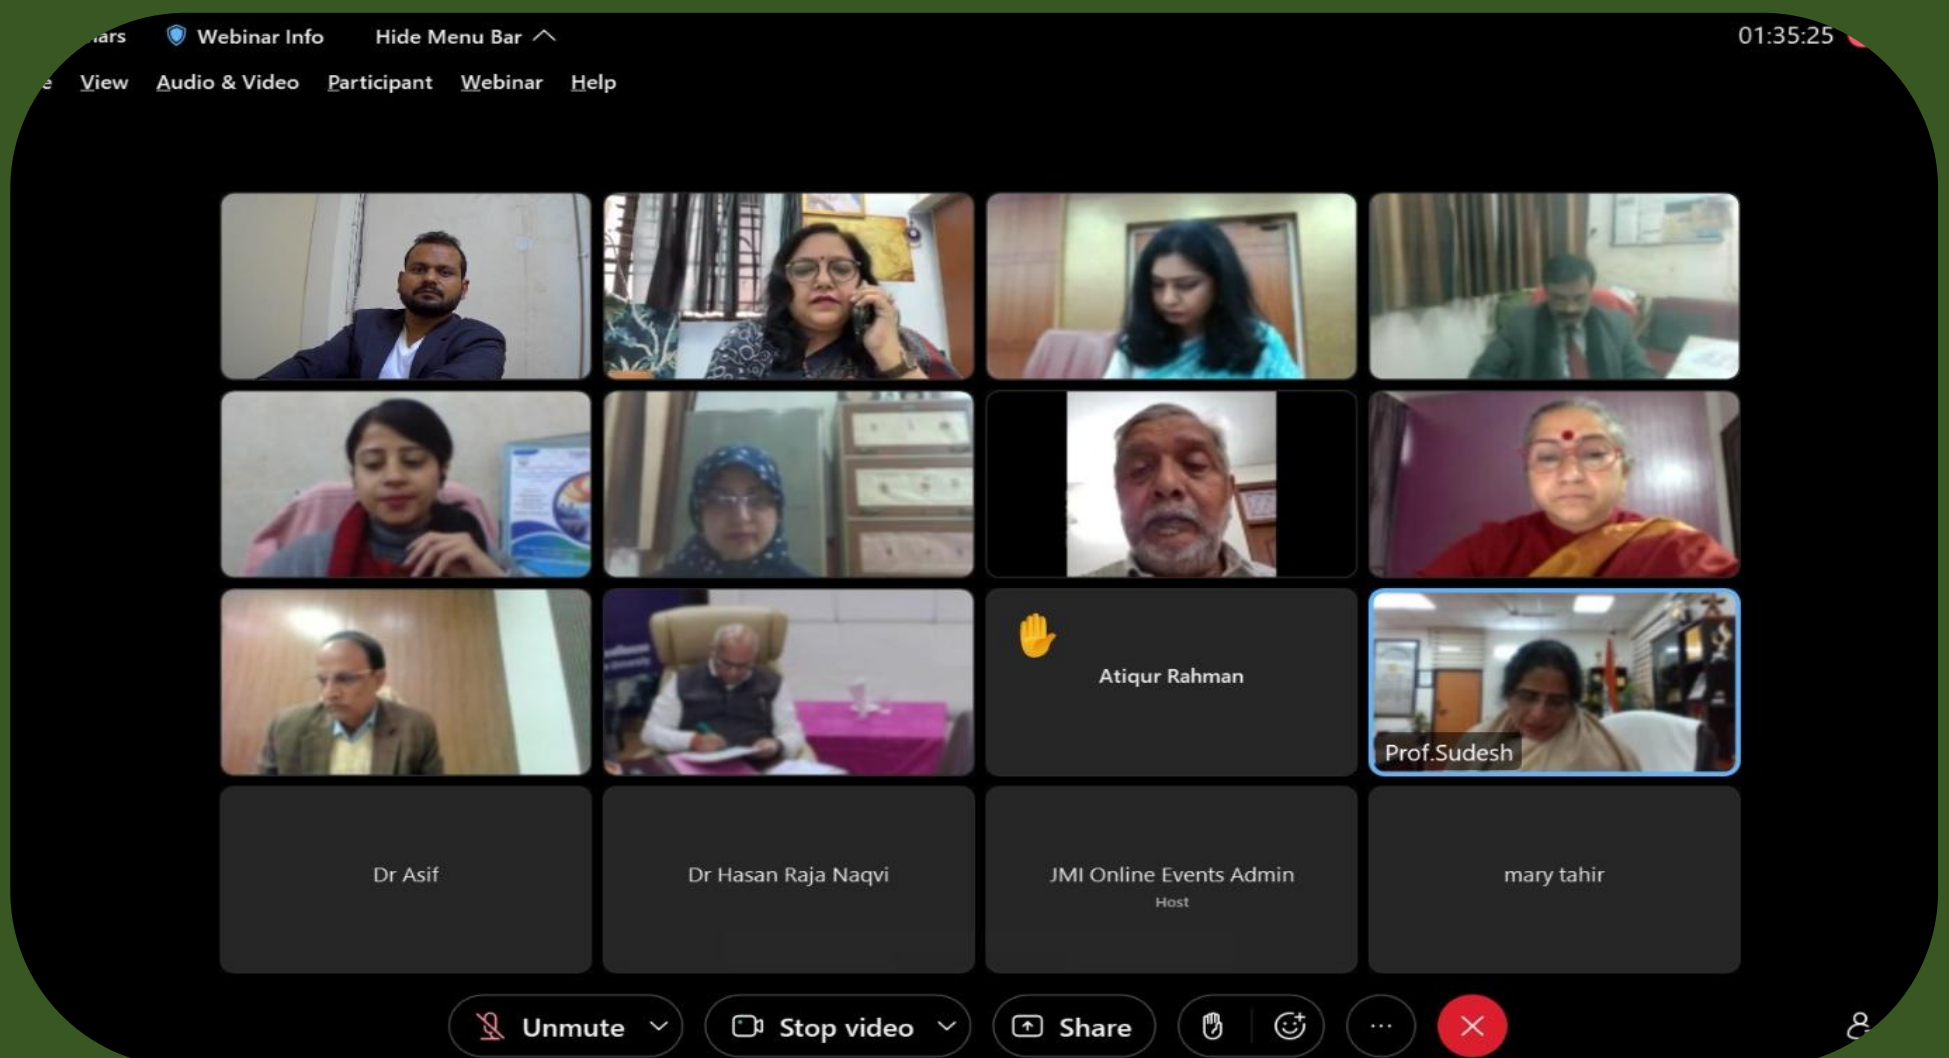 Webinar Info
Hide Menu Bar
01:35:25
View Audio & Video Participant Webinar Help
Atiqur Rahman
Prof.Sudesh
Dr Asif
Dr Hasan Raja Naqvi
JMI Online Events Admin
Host
mary tahir
Unmute
Stop video
Share